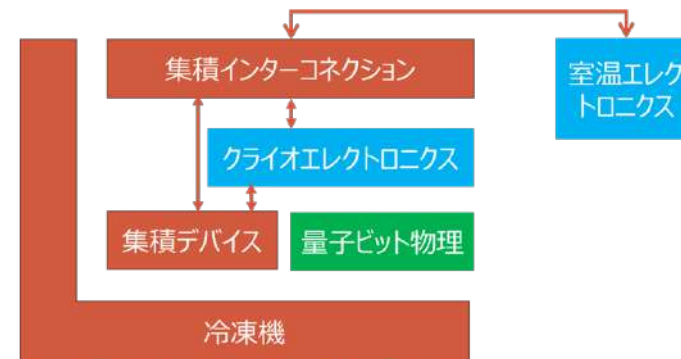 集積インターコネクション
室温エレク
トロニクス
クライオエレクトロニクス
集積デバイス
量子ビット物理
冷凍機